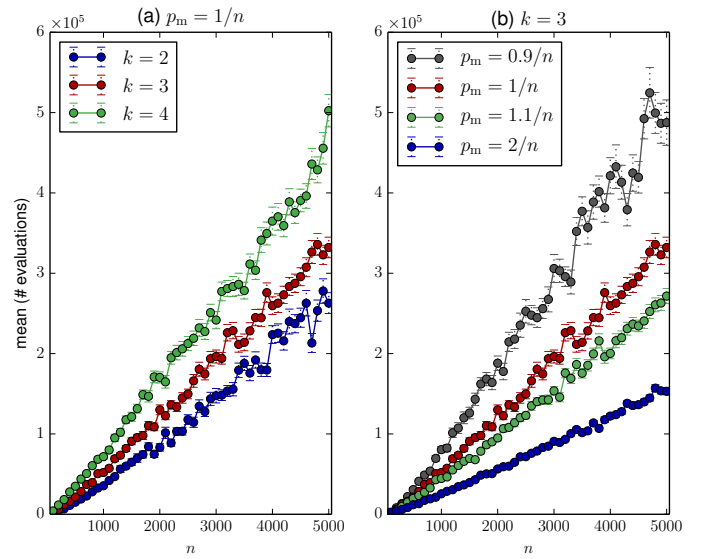 (a) p_m = 1/n
(b) k = 3
×10⁵
×10⁵
k = 2
k = 3
k = 4
p_m = 0.9/n
p_m = 1/n
p_m = 1.1/n
p_m = 2/n
mean (# evaluations)
6
5
4
3
2
1
0
6
5
4
3
2
1
0
1000 2000 3000 4000 5000
1000 2000 3000 4000 5000
n
n